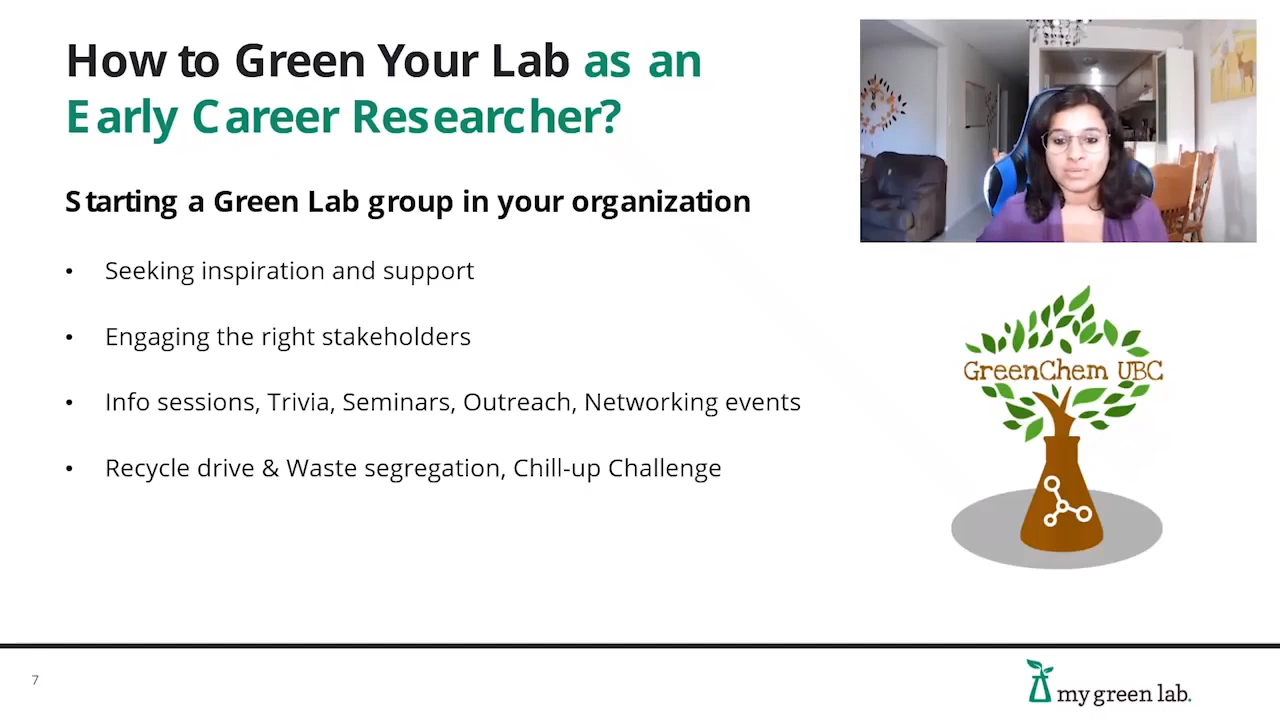 How to Green Your Lab as an
Early Career Researcher?
Starting a Green Lab group in your organization
• Seeking inspiration and support
• Engaging the right stakeholders
• Info sessions, Trivia, Seminars, Outreach, Networking events
• Recycle drive & Waste segregation, Chill-up Challenge
GreenChem UBC
7
my green lab.